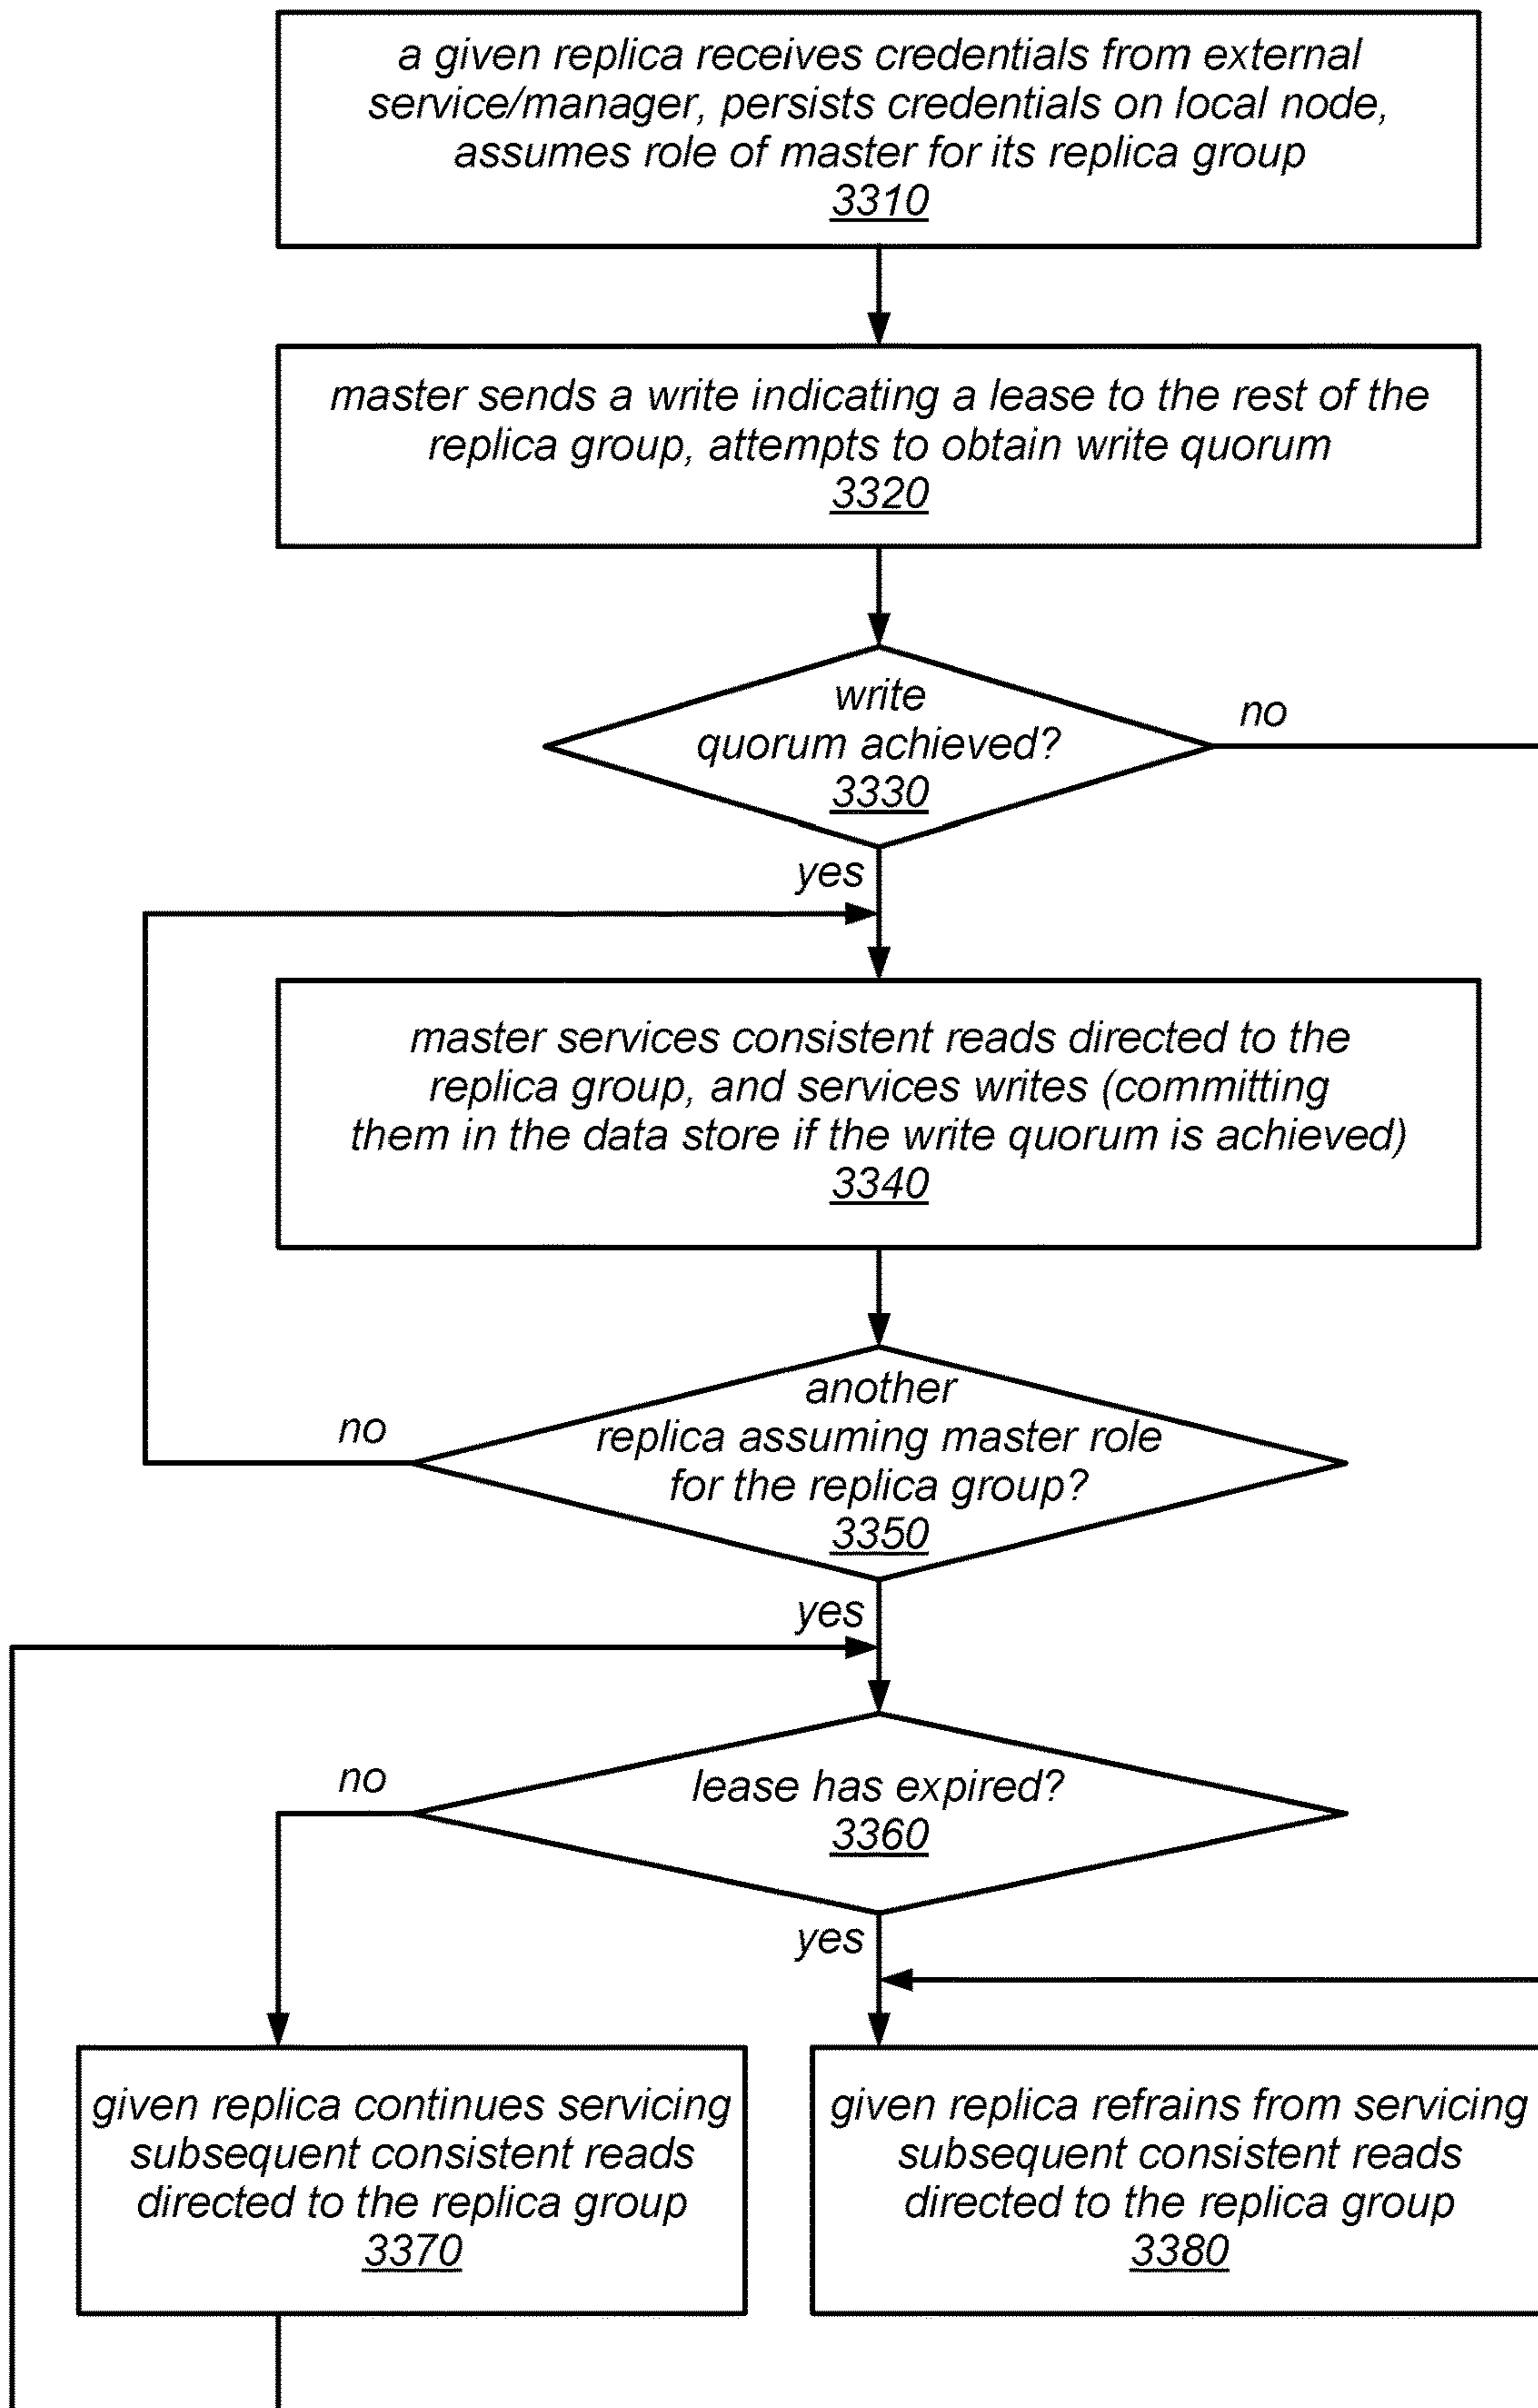 a given replica receives credentials from external
service/manager, persists credentials on local node,
assumes role of master for its replica group
3310
master sends a write indicating a lease to the rest of the
replica group, attempts to obtain write quorum
3320
write
quorum achieved?
3330
no
yes
master services consistent reads directed to the
replica group, and services writes (committing
them in the data store if the write quorum is achieved)
3340
another
replica assuming master role
for the replica group?
3350
no
yes
lease has expired?
3360
no
yes
given replica continues servicing
subsequent consistent reads
directed to the replica group
3370
given replica refrains from servicing
subsequent consistent reads
directed to the replica group
3380